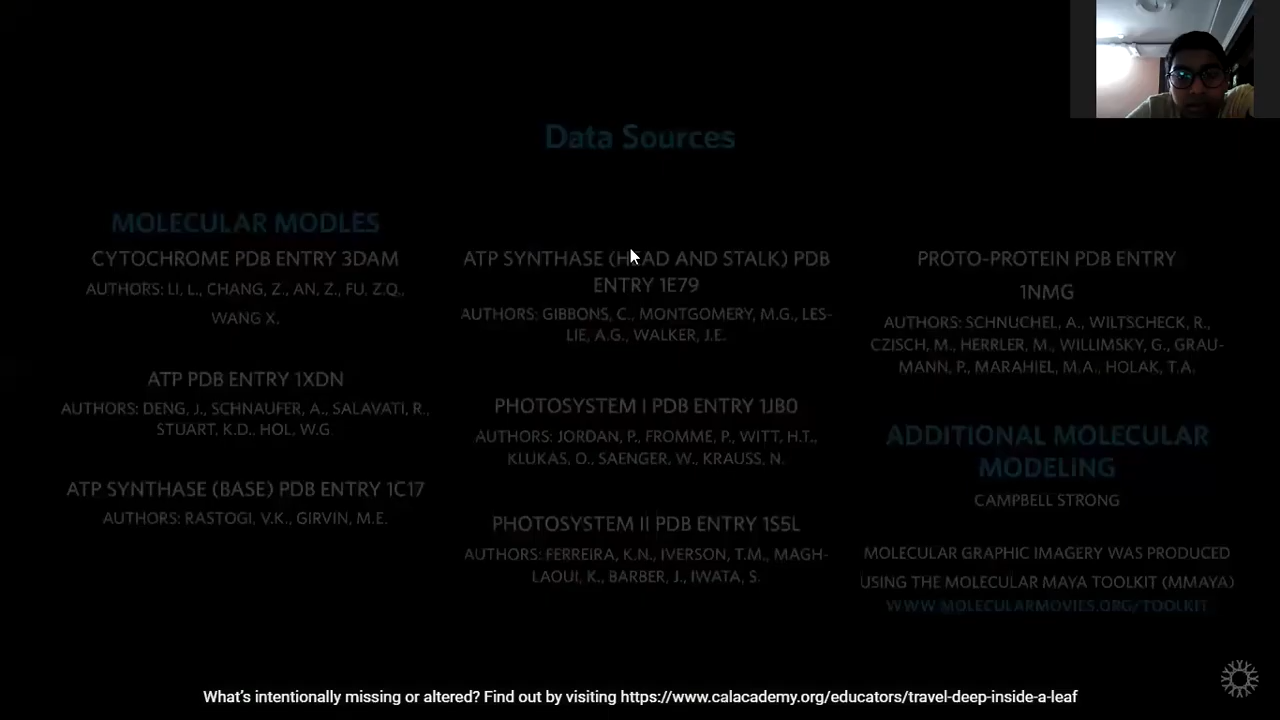 Data Sources
MOLECULAR MODLES
CYTOCHROME PDB ENTRY 3DAM
AUTHORS: LI, L., CHANG, Z., AN, Z., FU, Z.Q.,
WANG X.
ATP PDB ENTRY 1XDN
AUTHORS: DENG, J., SCHNAUFER, A., SALAVATI, R.,
STUART, K.D., HOL, W.G.
ATP SYNTHASE (BASE) PDB ENTRY 1C17
AUTHORS: RASTOGI, V.K., GIRVIN, M.E.
ATP SYNTHASE (HEAD AND STALK) PDB
ENTRY 1E79
AUTHORS: GIBBONS, C., MONTGOMERY, M.G., LES-
LIE, A.G., WALKER, J.E.
PHOTOSYSTEM I PDB ENTRY 1JB0
AUTHORS: JORDAN, P., FROMME, P., WITT, H.T.,
KLUKAS, O., SAENGER, W., KRAUSS, N.
PHOTOSYSTEM II PDB ENTRY 1S5L
AUTHORS: FERREIRA, K.N., IVERSON, T.M., MAGH-
LAOUI, K., BARBER, J., IWATA, S.
PROTO-PROTEIN PDB ENTRY
1NMG
AUTHORS: SCHNUCHEL, A., WILTSCHECK, R.,
CZISCH, M., HERRLER, M., WILLIMSKY, G., GRAU-
MANN, P., MARAHIEL, M.A., HOLAK, T.A.
ADDITIONAL MOLECULAR
MODELING
CAMPBELL STRONG
MOLECULAR GRAPHIC IMAGERY WAS PRODUCED
USING THE MOLECULAR MAYA TOOLKIT (MMAYA)
WWW.MOLECULARMOVIES.ORG/TOOLKIT
What's intentionally missing or altered? Find out by visiting https://www.calacademy.org/educators/travel-deep-inside-a-leaf